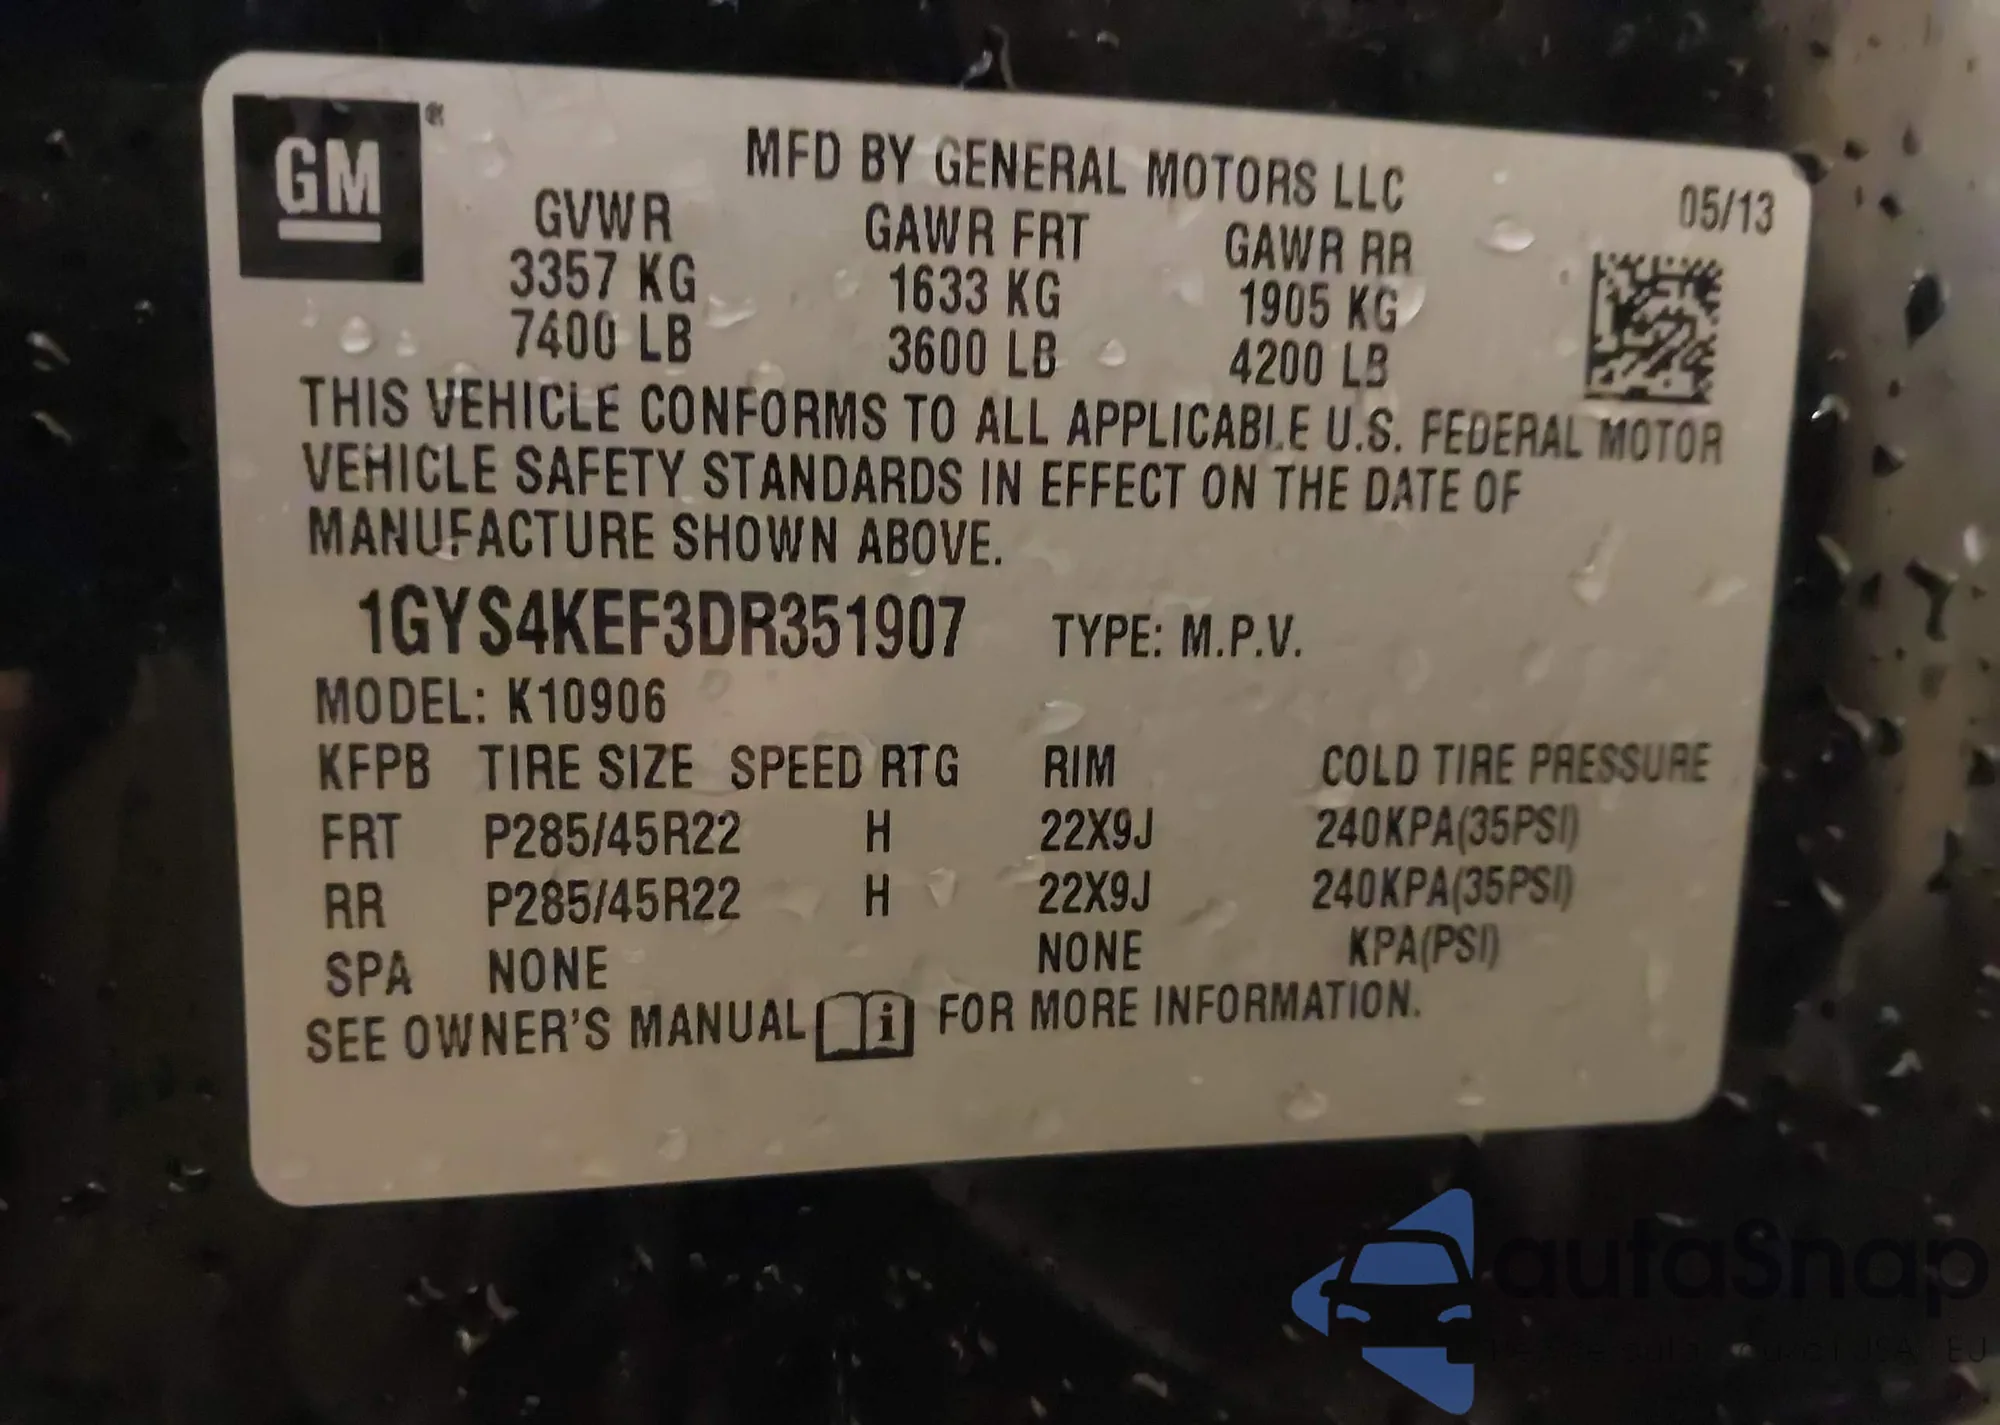 GM
MFD BY GENERAL MOTORS LLC
05/13
GVWR GAWR FRT GAWR RR
3357 KG 1633 KG 1905 KG
7400 LB 3600 LB 4200 LB
THIS VEHICLE CONFORMS TO ALL APPLICABLE U.S. FEDERAL MOTOR
VEHICLE SAFETY STANDARDS IN EFFECT ON THE DATE OF
MANUFACTURE SHOWN ABOVE.
1GYS4KEF3DR351907 TYPE: M.P.V.
MODEL: K10906
KFPB TIRE SIZE SPEED RTG RIM COLD TIRE PRESSURE
FRT P285/45R22 H 22X9J 240KPA(35PSI)
RR P285/45R22 H 22X9J 240KPA(35PSI)
SPA NONE NONE KPA(PSI)
SEE OWNER'S MANUAL i FOR MORE INFORMATION.
autaSnap